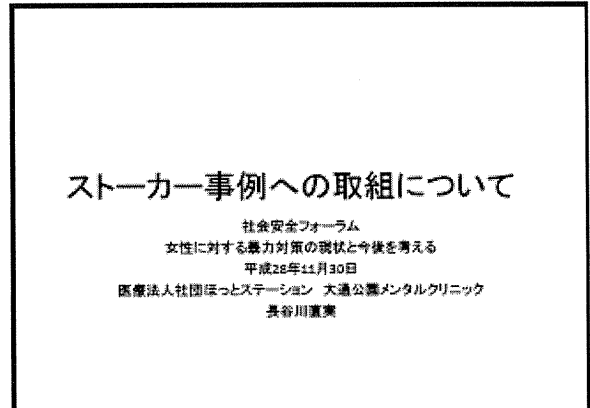 ストーカー事例への取組について
社会安全フォーラム
女性に対する暴力対策の現状と今後を考える
平成28年11月30日
医療法人社団ほっとステーション 大通公園メンタルクリニック
長谷川直実